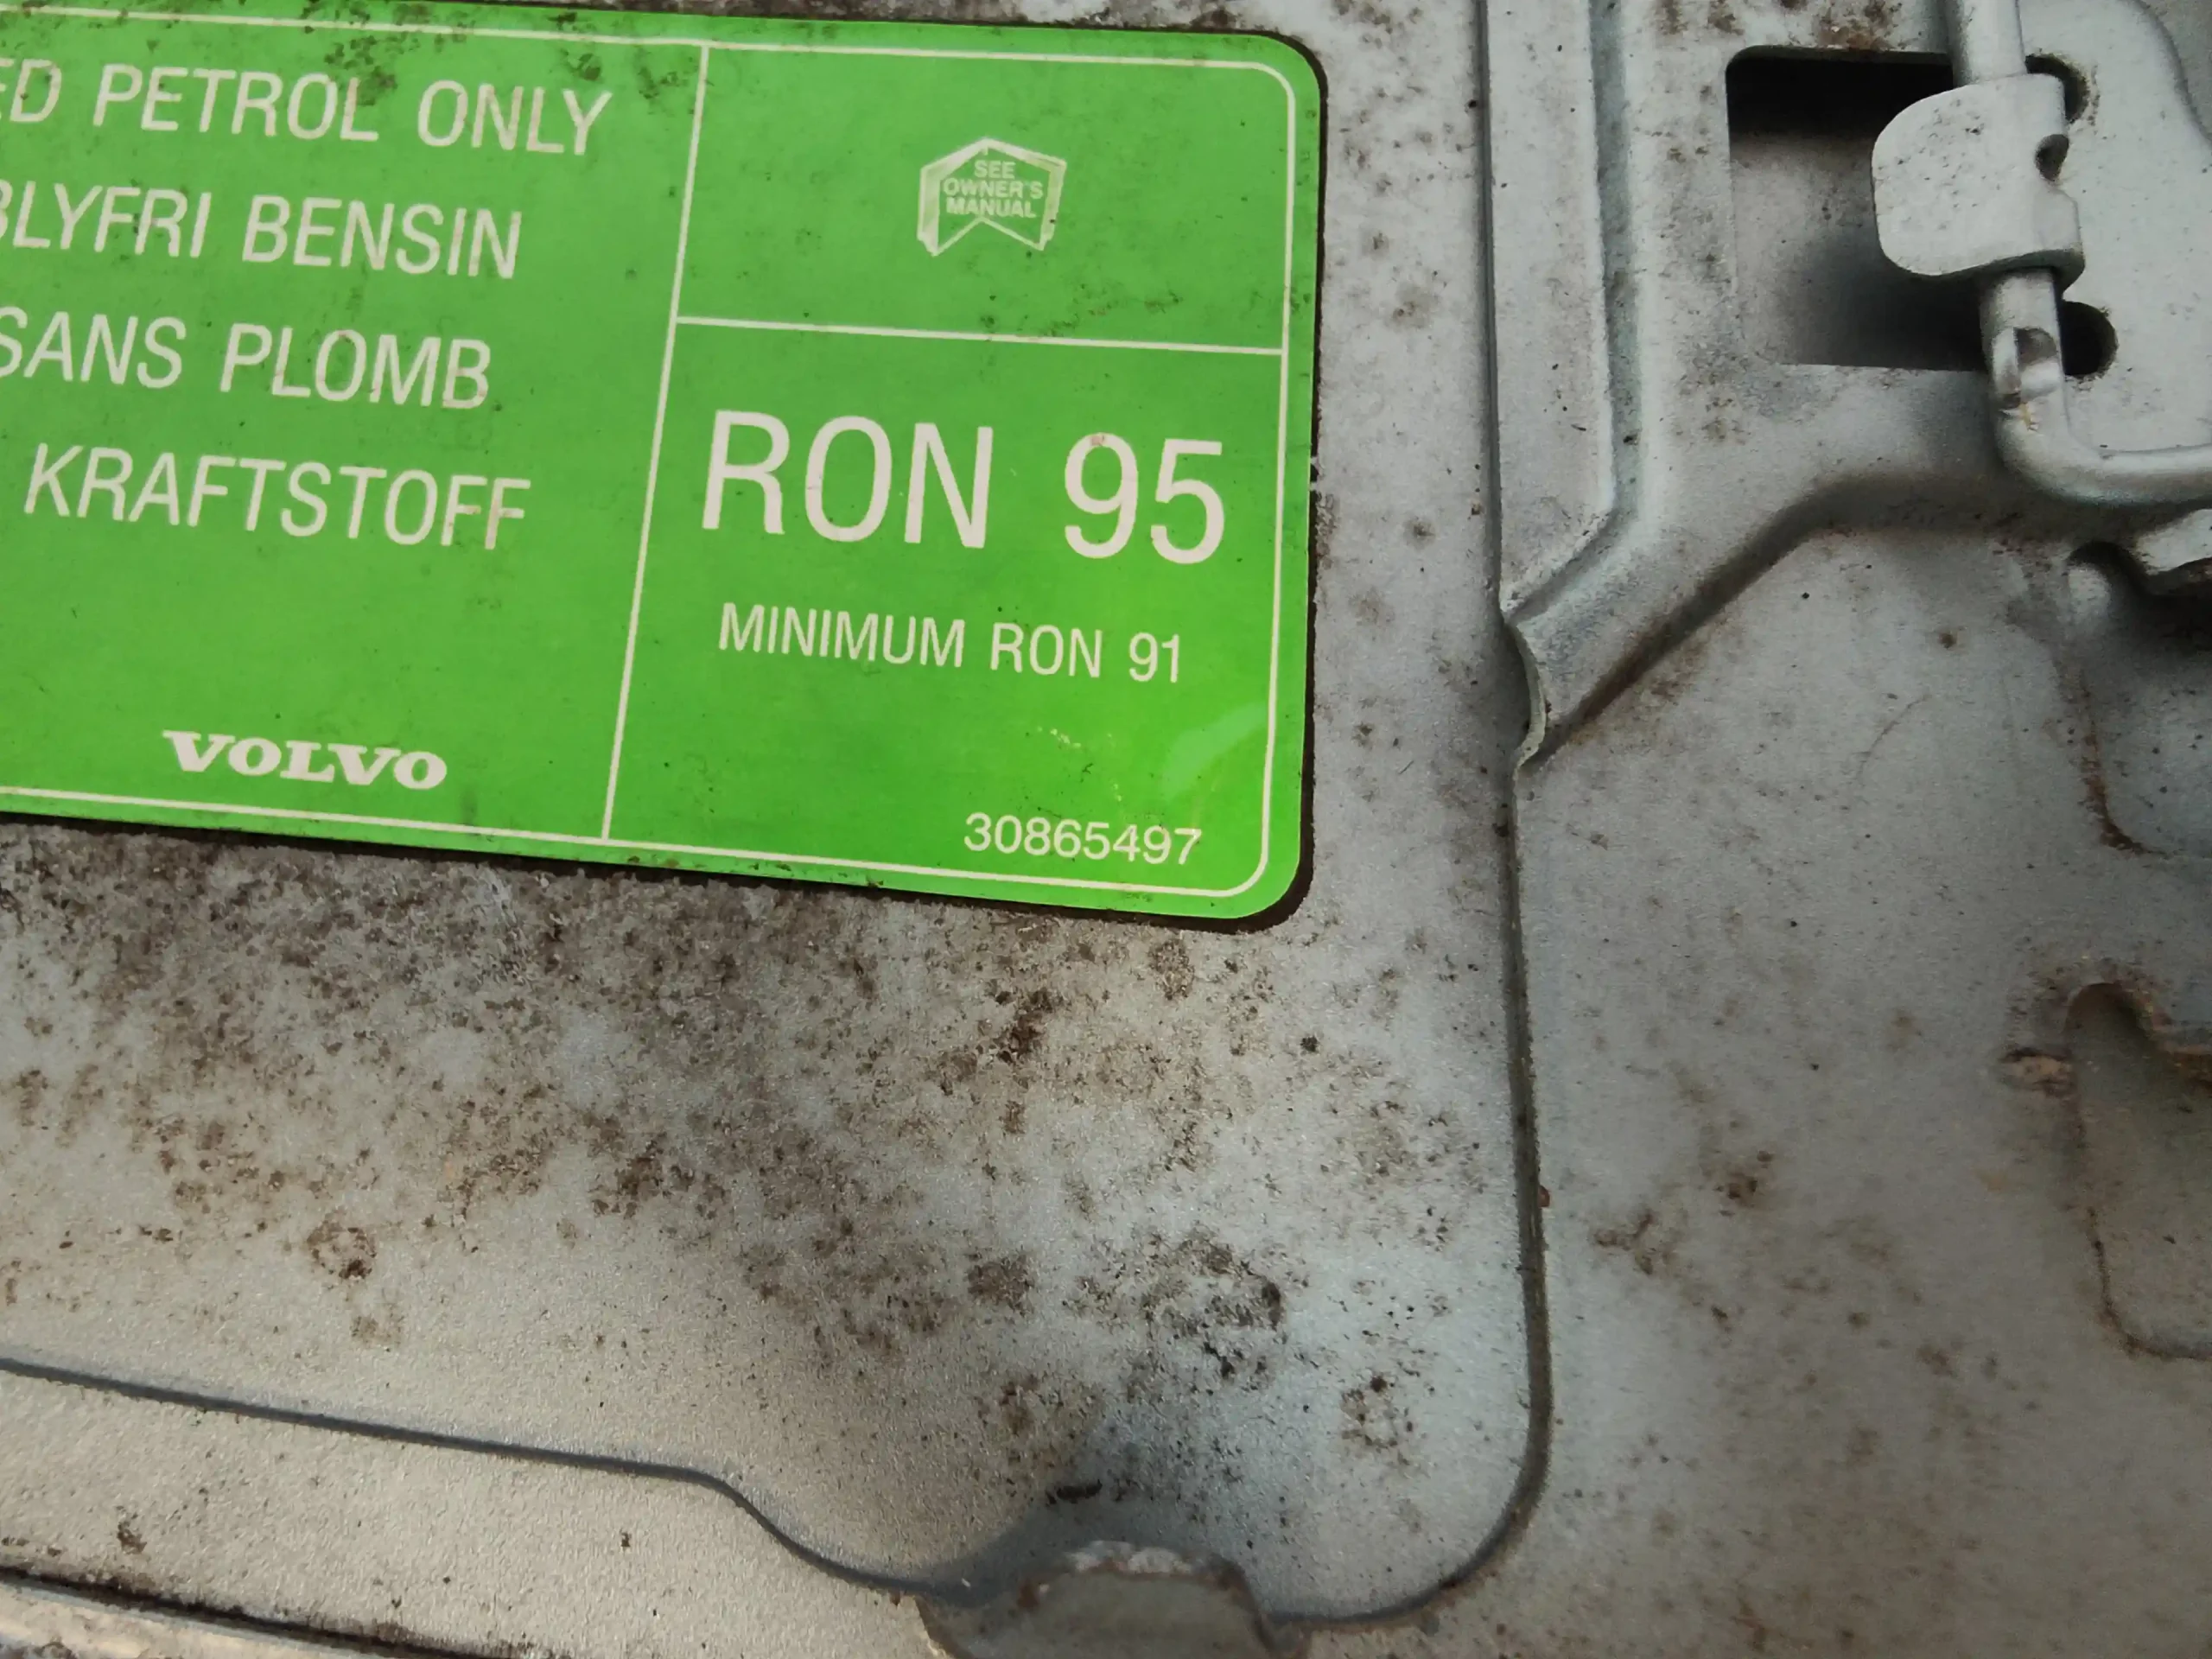 ED PETROL ONLY
BLYFRI BENSIN
SANS PLOMB
KRAFTSTOFF
VOLVO
SEE
OWNER'S
MANUAL
RON 95
MINIMUM RON 91
30865497